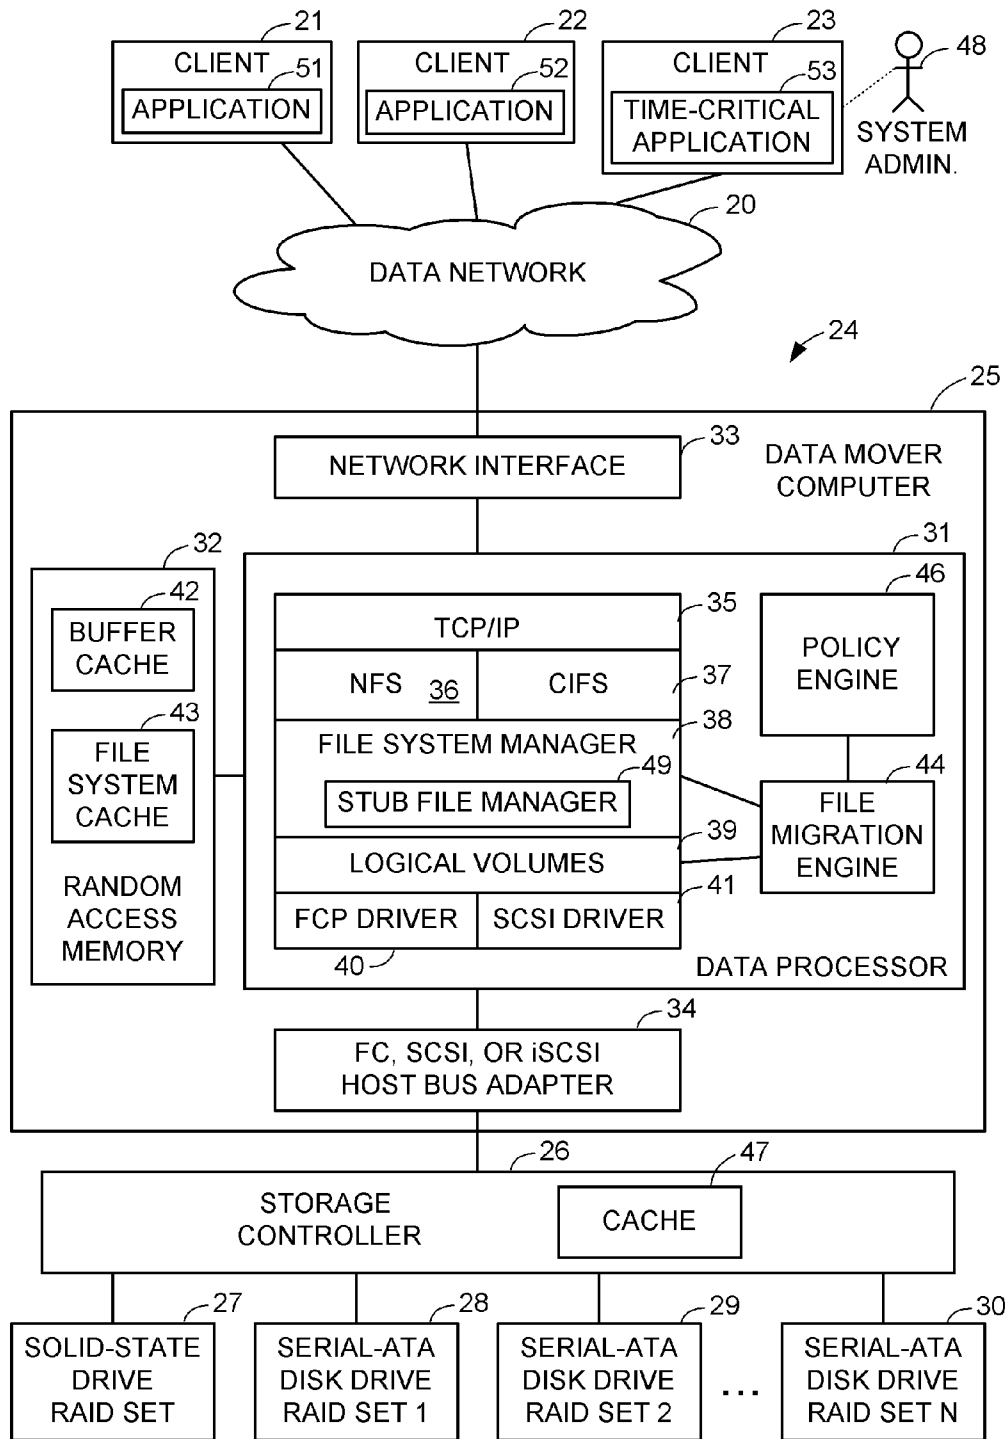 21
22
23
CLIENT
51
APPLICATION
CLIENT
52
APPLICATION
CLIENT
53
TIME-CRITICAL
APPLICATION
48
SYSTEM
ADMIN.
20
DATA NETWORK
24
25
33
NETWORK INTERFACE
DATA MOVER
COMPUTER
32
42
BUFFER
CACHE
43
FILE
SYSTEM
CACHE
RANDOM
ACCESS
MEMORY
31
35
TCP/IP
NFS 36
CIFS
37
38
FILE SYSTEM MANAGER
49
STUB FILE MANAGER
39
LOGICAL VOLUMES
41
FCP DRIVER
SCSI DRIVER
40
46
POLICY
ENGINE
44
FILE
MIGRATION
ENGINE
DATA PROCESSOR
34
FC, SCSI, OR iSCSI
HOST BUS ADAPTER
26
47
STORAGE
CONTROLLER
CACHE
27
SOLID-STATE
DRIVE
RAID SET
28
SERIAL-ATA
DISK DRIVE
RAID SET 1
29
SERIAL-ATA
DISK DRIVE
RAID SET 2
...
30
SERIAL-ATA
DISK DRIVE
RAID SET N